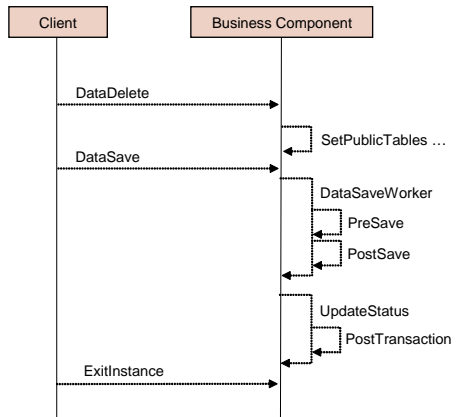 Client
Business Component
DataDelete
SetPublicTables ...
DataSave
DataSaveWorker
PreSave
PostSave
UpdateStatus
PostTransaction
ExitInstance